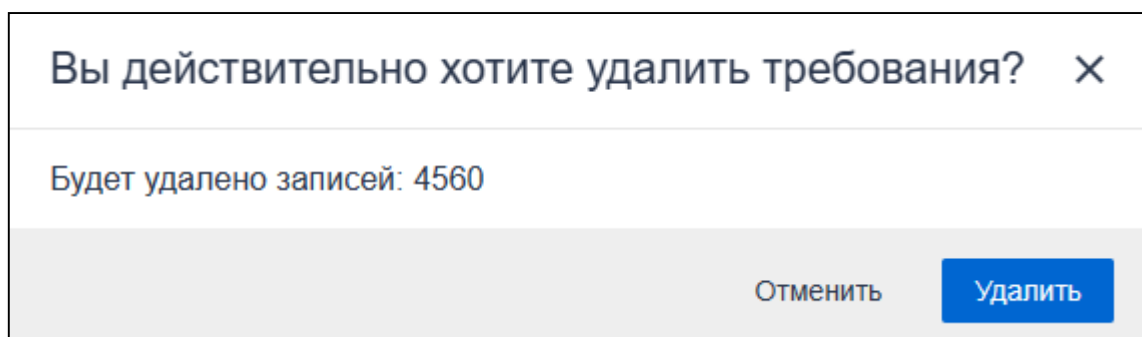 Вы действительно хотите удалить требования?
Будет удалено записей: 4560
Отменить Удалить